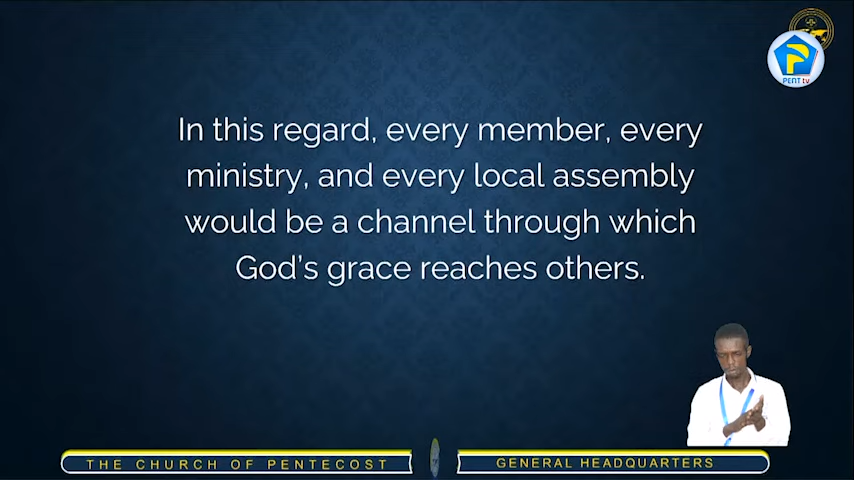 PENT tv
In this regard, every member, every
ministry, and every local assembly
would be a channel through which
God's grace reaches others.
THE CHURCH OF PENTECOST
GENERAL HEADQUARTERS